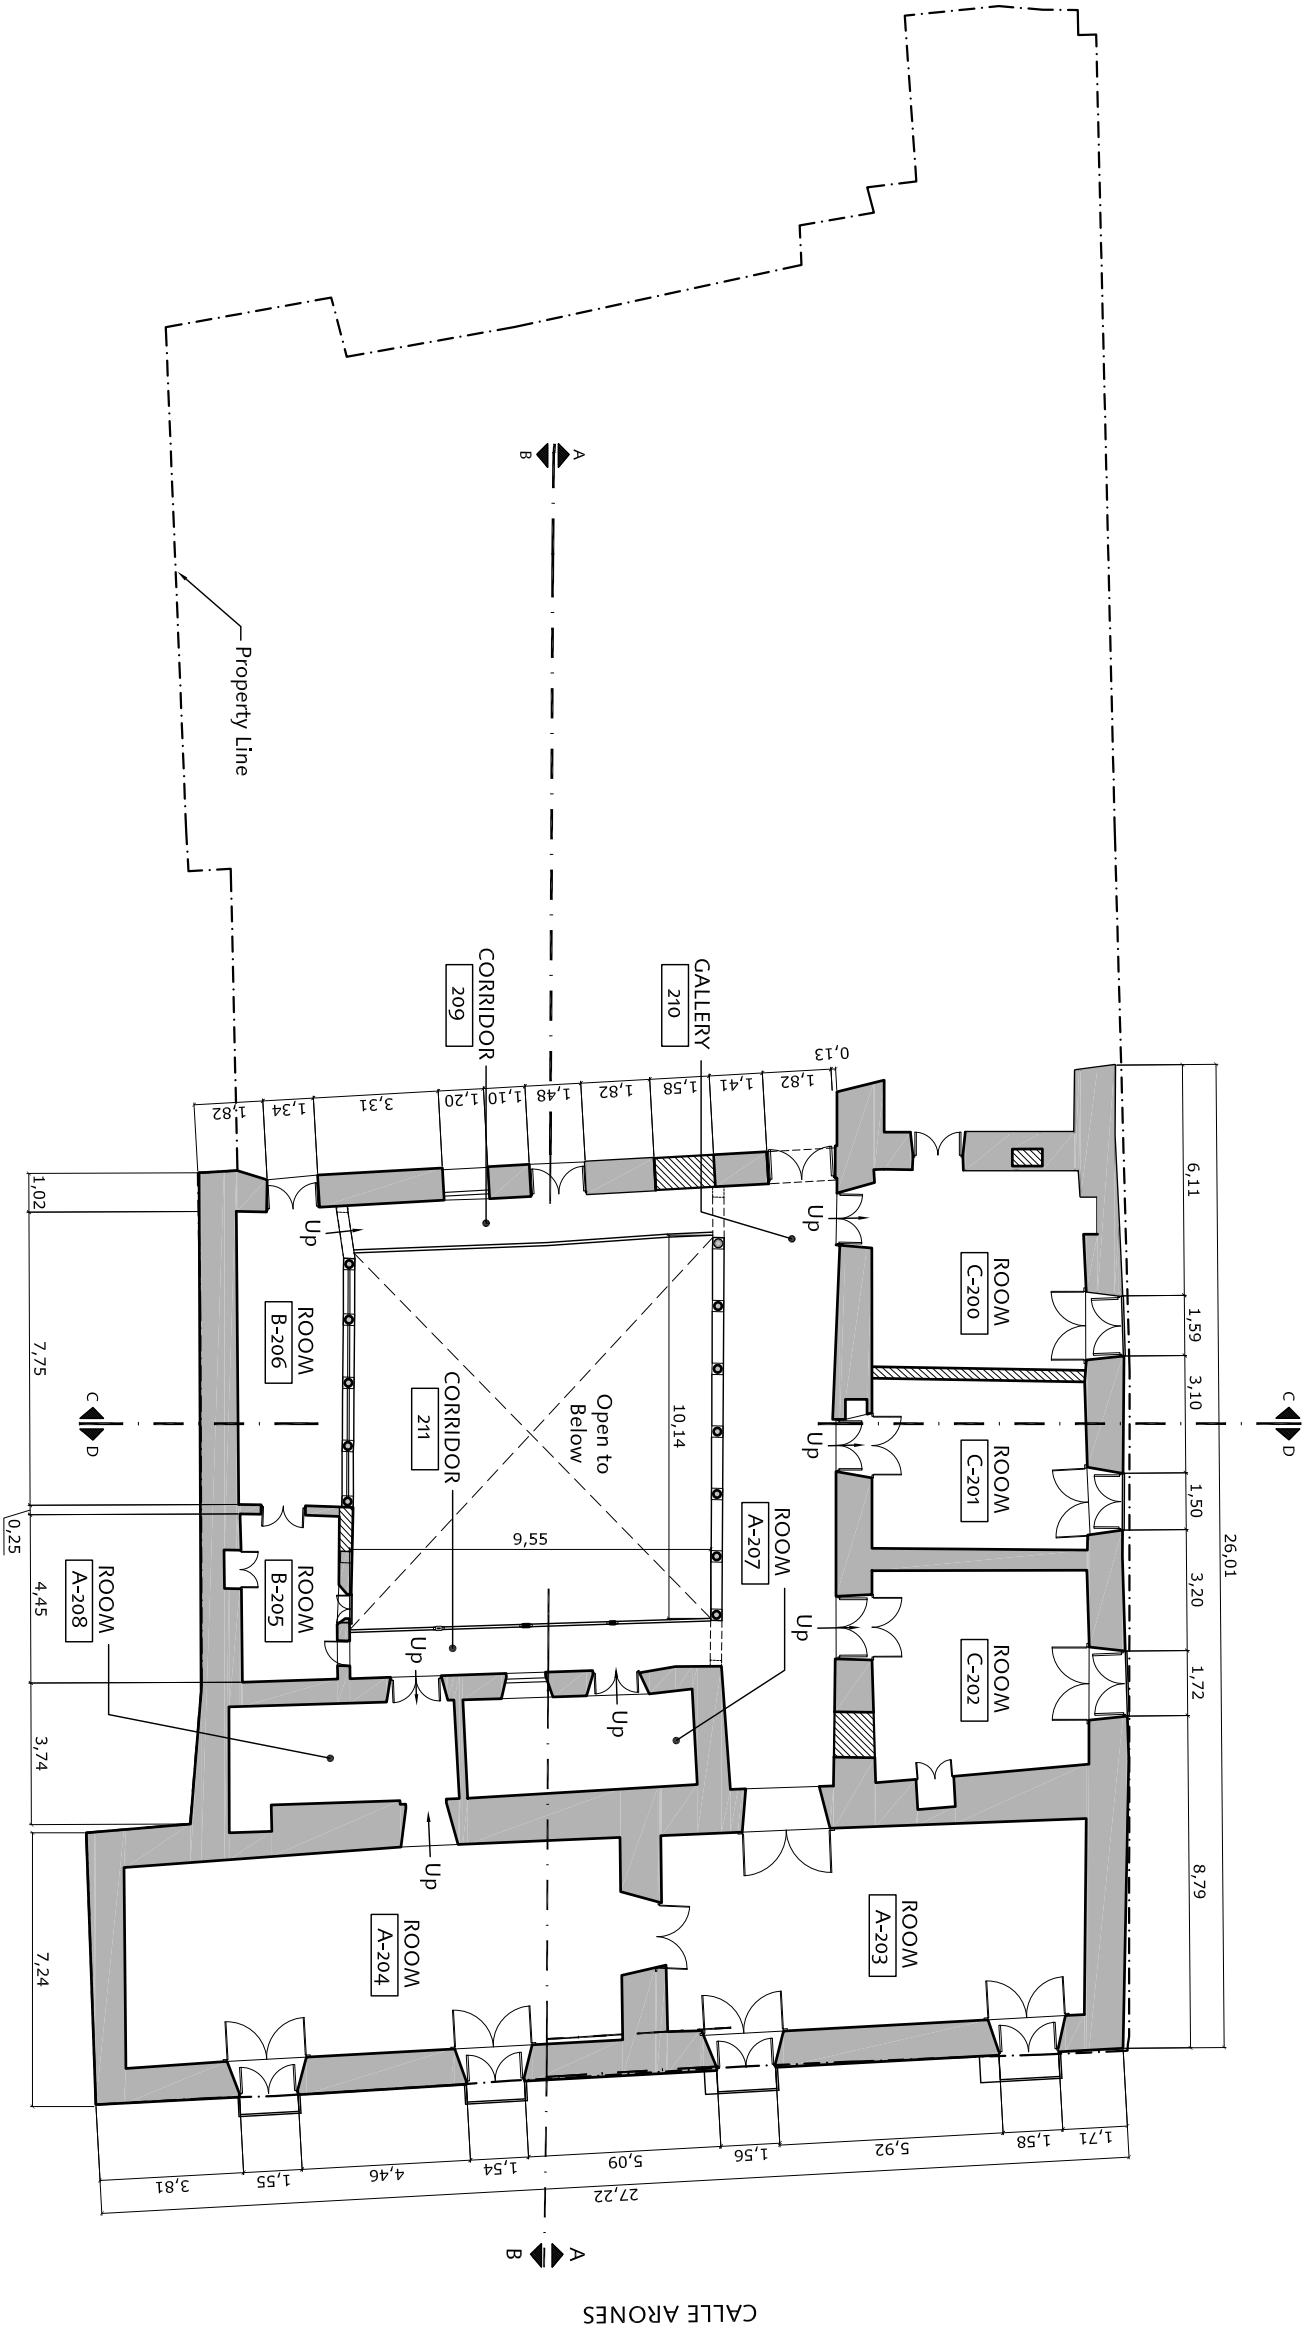 A
B
Property Line
CORRIDOR
209
GALLERY
210
0,13
1,82
1,34
3,31
1,20
1,10
1,48
1,82
1,58
1,41
1,82
6,11
1,59
3,10
1,50
3,20
1,72
8,79
26,01
1,02
7,75
0,25
4,45
3,74
7,24
Up
Up
Up
Up
Up
Up
Up
ROOM
C-200
ROOM
C-201
ROOM
C-202
ROOM
B-206
ROOM
B-205
CORRIDOR
211
Open to
Below
10,14
9,55
ROOM
A-207
ROOM
A-208
ROOM
A-203
ROOM
A-204
C
D
C
D
3,81
1,55
4,46
1,54
5,09
1,56
5,92
1,58
1,71
27,22
A
B
CALLE ARONES